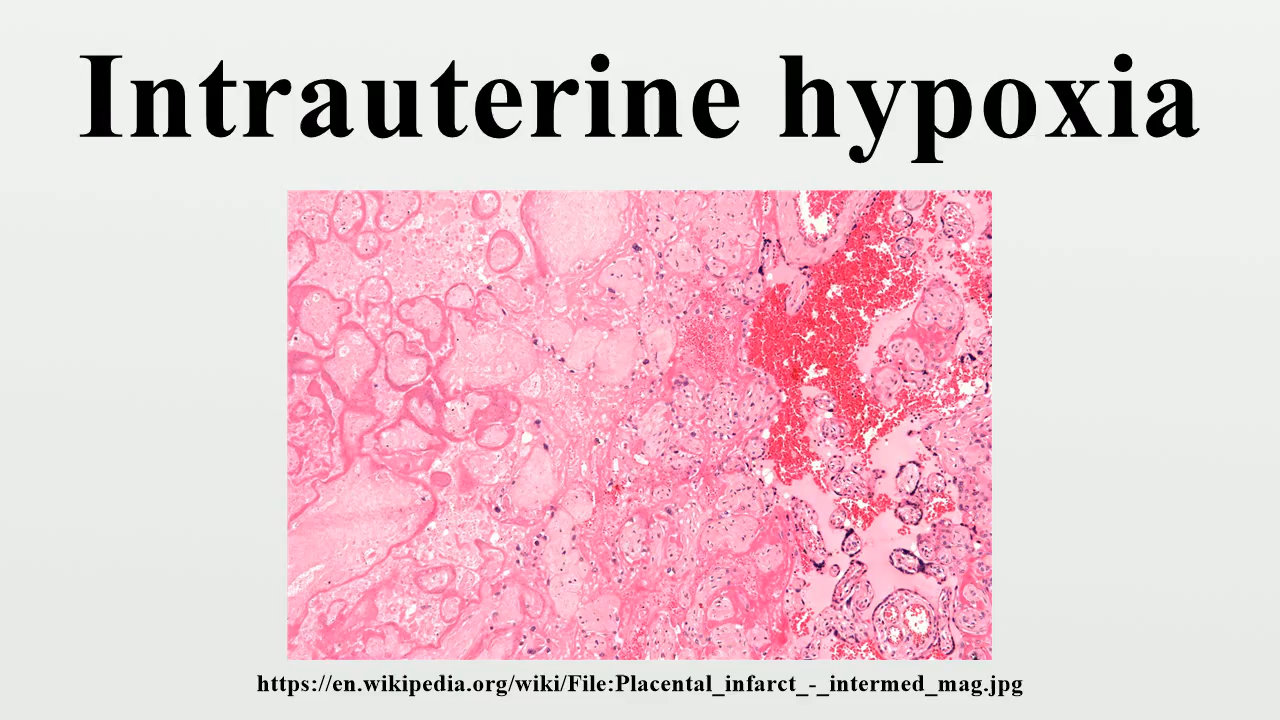 Intrauterine hypoxia
https://en.wikipedia.org/wiki/File:Placental_infarct_-_intermed_mag.jpg